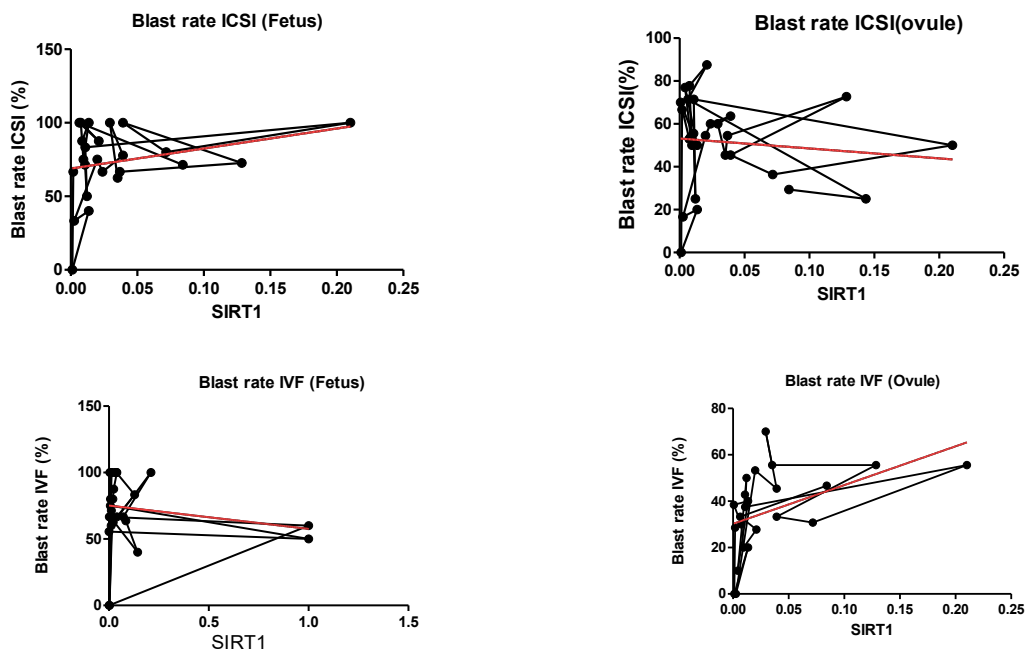 Blast rate ICSI (Fetus)
Blast rate ICSI (%)
150
100
50
0
0.00 0.05 0.10 0.15 0.20 0.25
SIRT1
Blast rate ICSI(ovule)
Blast rate ICSI(%)
100
80
60
40
20
0
0.00 0.05 0.10 0.15 0.20 0.25
SIRT1
Blast rate IVF (Fetus)
Blast rate IVF (%)
150
100
50
0
0.0 0.5 1.0 1.5
SIRT1
Blast rate IVF (Ovule)
Blast rate IVF (%)
80
60
40
20
0
0.00 0.05 0.10 0.15 0.20 0.25
SIRT1